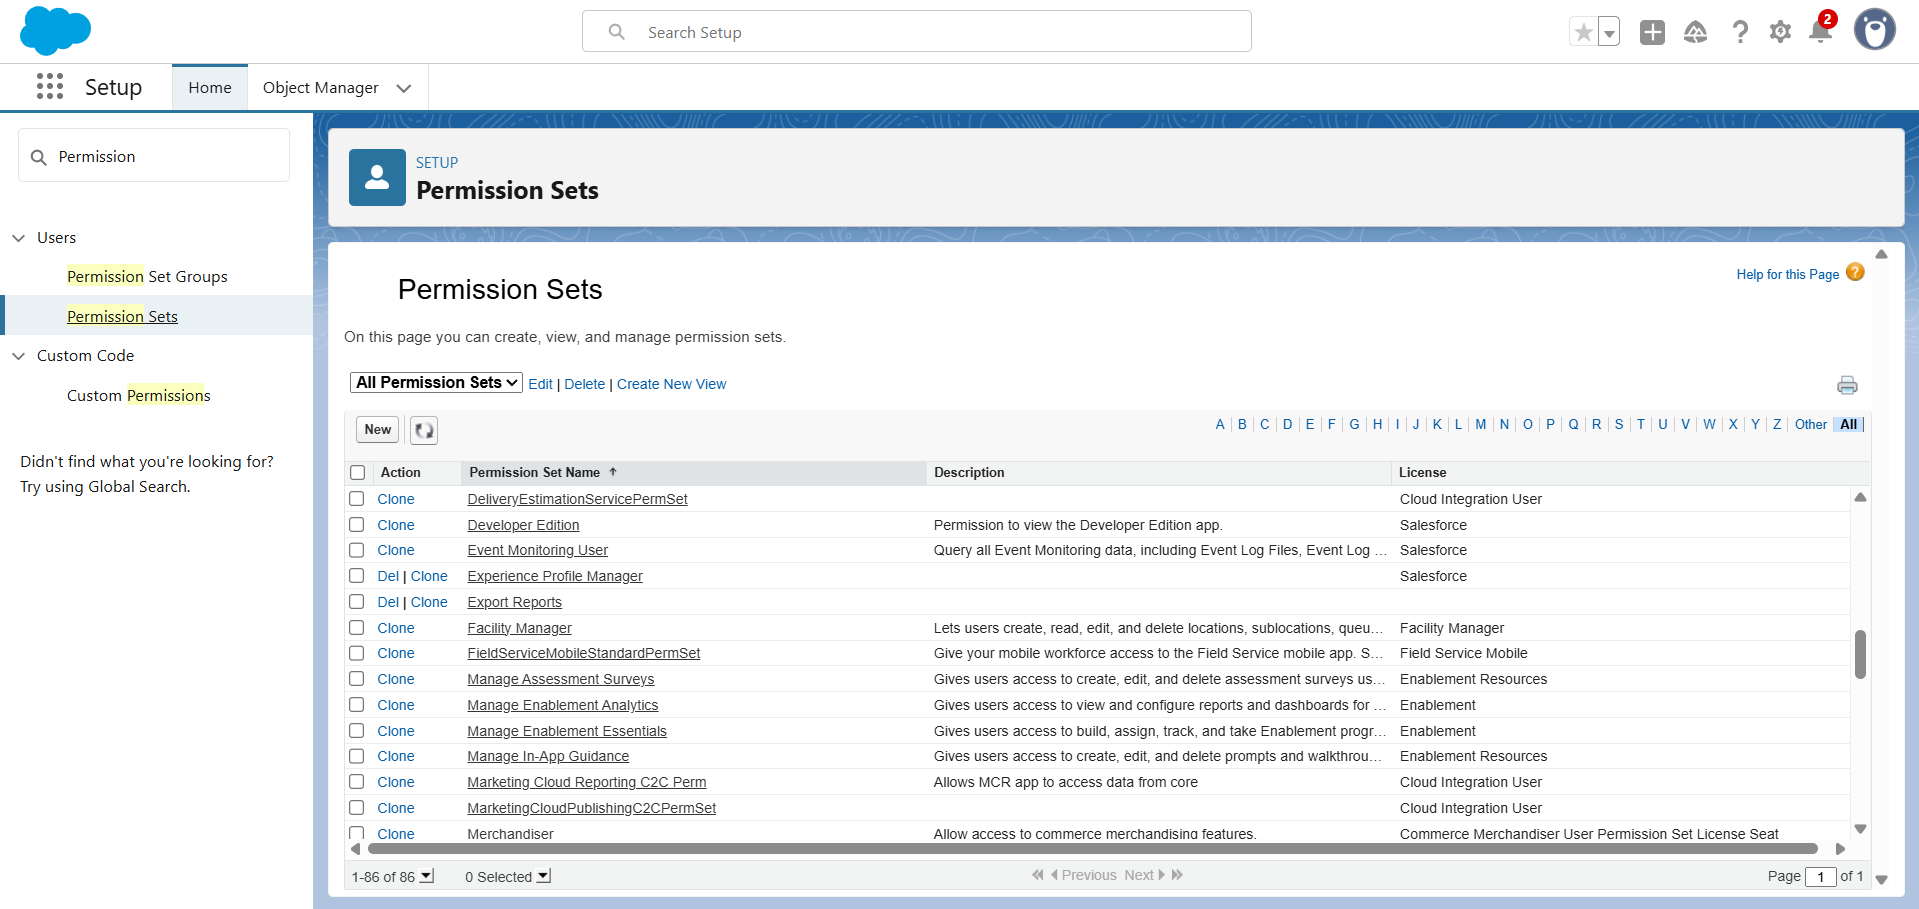 Search Setup
2
Setup
Home
Object Manager
Permission
Users
Permission Set Groups
Permission Sets
Custom Code
Custom Permissions
Didn't find what you're looking for?
Try using Global Search.
SETUP
Permission Sets
Permission Sets
Help for this Page ?
On this page you can create, view, and manage permission sets.
All Permission Sets Edit | Delete | Create New View
New
A | B | C | D | E | F | G | H | I | J | K | L | M | N | O | P | Q | R | S | T | U | V | W | X | Y | Z | Other | All |
Action Permission Set Name ↑ Description License
Clone DeliveryEstimationServicePermSet Cloud Integration User
Clone Developer Edition Permission to view the Developer Edition app. Salesforce
Clone Event Monitoring User Query all Event Monitoring data, including Event Log Files, Event Log ... Salesforce
Del | Clone Experience Profile Manager Salesforce
Del | Clone Export Reports
Clone Facility Manager Lets users create, read, edit, and delete locations, sublocations, queu... Facility Manager
Clone FieldServiceMobileStandardPermSet Give your mobile workforce access to the Field Service mobile app. S... Field Service Mobile
Clone Manage Assessment Surveys Gives users access to create, edit, and delete assessment surveys us... Enablement Resources
Clone Manage Enablement Analytics Gives users access to view and configure reports and dashboards for ... Enablement
Clone Manage Enablement Essentials Gives users access to build, assign, track, and take Enablement progr... Enablement
Clone Manage In-App Guidance Gives users access to create, edit, and delete prompts and walkthrou... Enablement Resources
Clone Marketing Cloud Reporting C2C Perm Allows MCR app to access data from core Cloud Integration User
Clone MarketingCloudPublishingC2CPermSet Cloud Integration User
Clone Merchandiser Allow access to commerce merchandising features. Commerce Merchandiser User Permission Set License Seat
1-86 of 86 0 Selected Previous Next Page 1 of 1